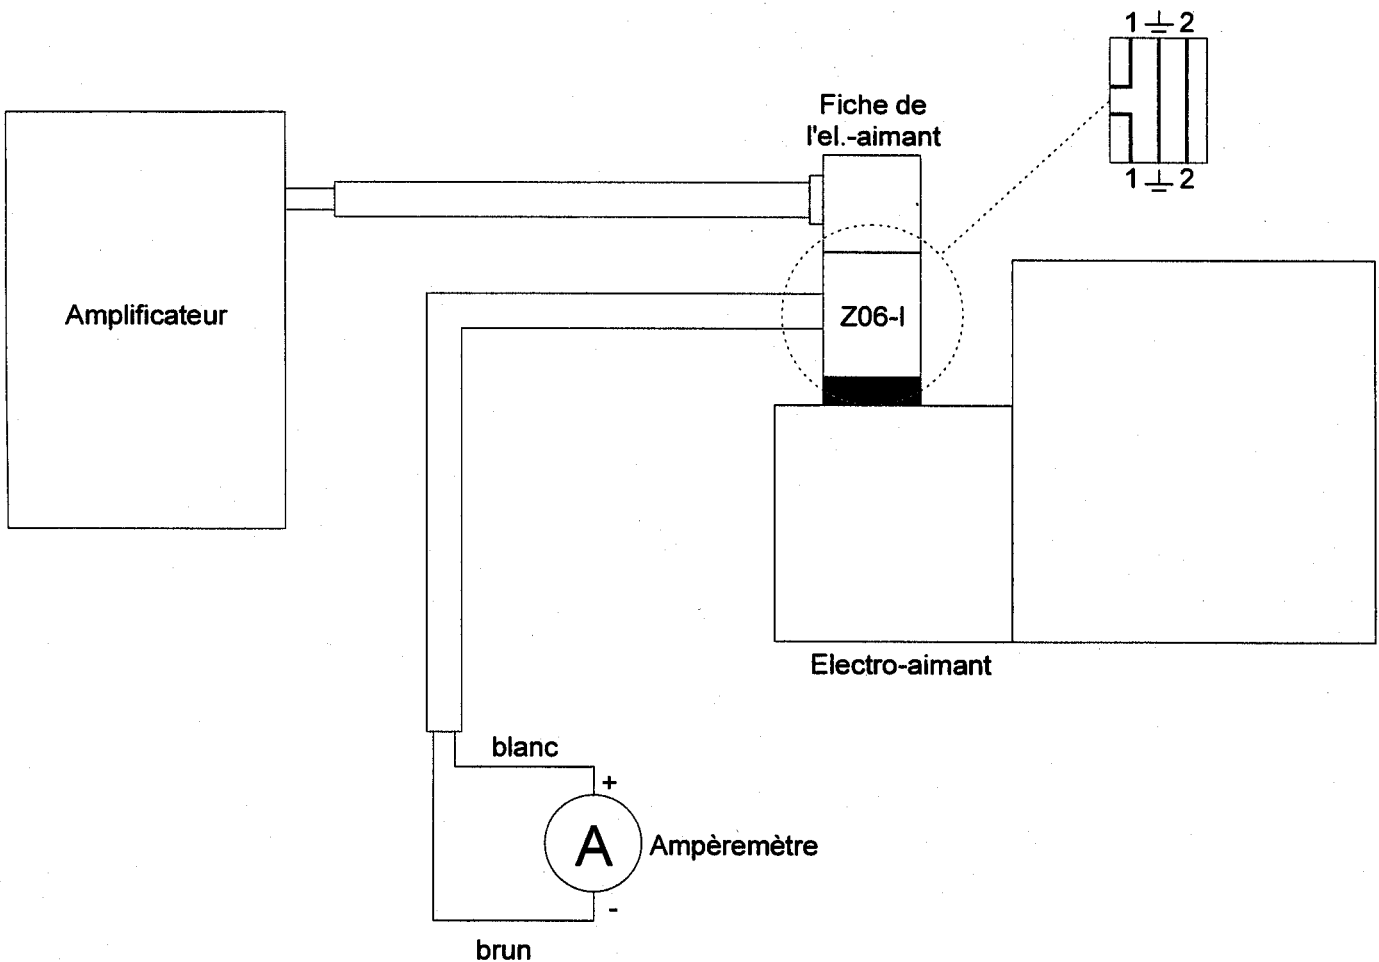 1 ⏚ 2
Fiche de
l'el.-aimant
1 ⏚ 2
Amplificateur
Z06-I
Electro-aimant
blanc
+
A
Ampèremètre
-
brun